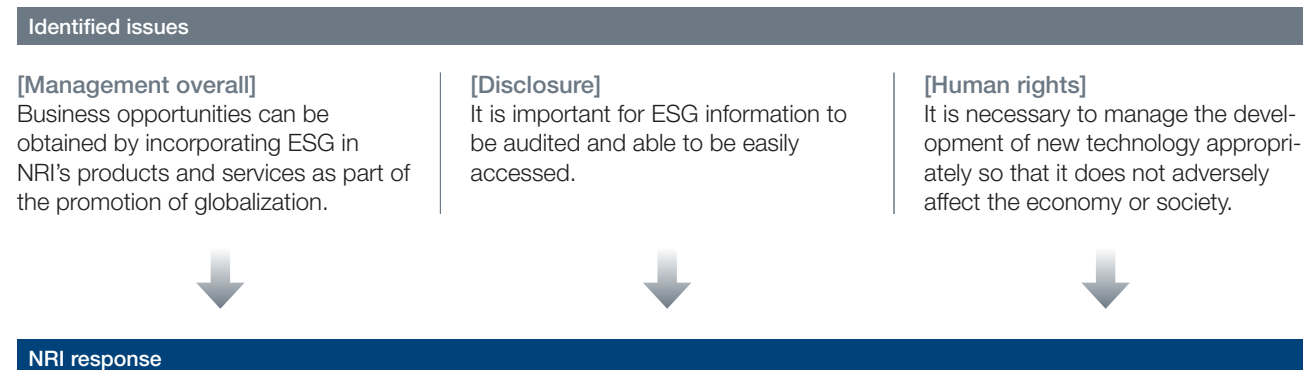 Identified issues
[Management overall]
Business opportunities can be
obtained by incorporating ESG in
NRI's products and services as part of
the promotion of globalization.
[Disclosure]
It is important for ESG information to
be audited and able to be easily
accessed.
[Human rights]
It is necessary to manage the devel-
opment of new technology appropri-
ately so that it does not adversely
affect the economy or society.
NRI response